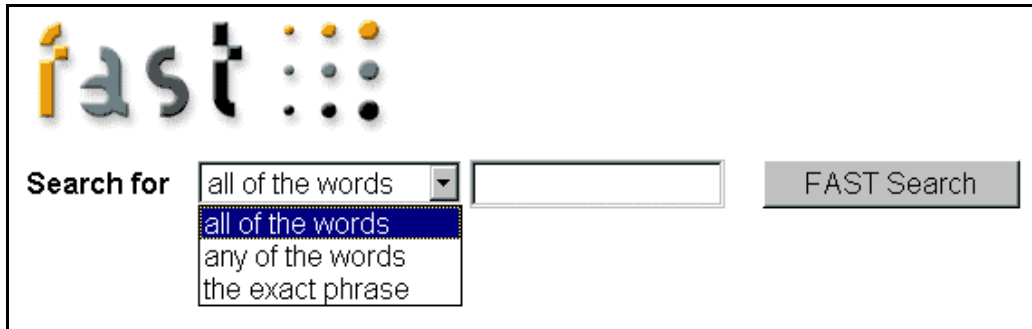 fast
Search for all of the words FAST Search
all of the words
any of the words
the exact phrase